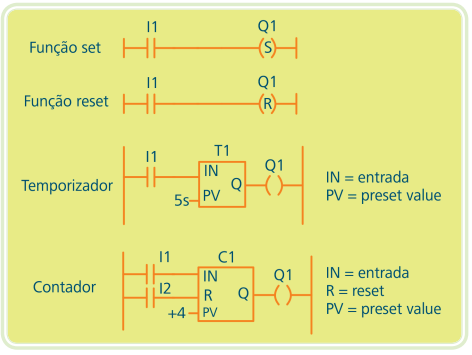 I1
Q1
Função set
S
I1
Q1
Função reset
R
T1
I1
Q1
IN
Temporizador
Q
5s
PV
IN = entrada
PV = preset value
I1
C1
IN
Q1
Contador
I2
R
Q
+4
PV
IN = entrada
R = reset
PV = preset value